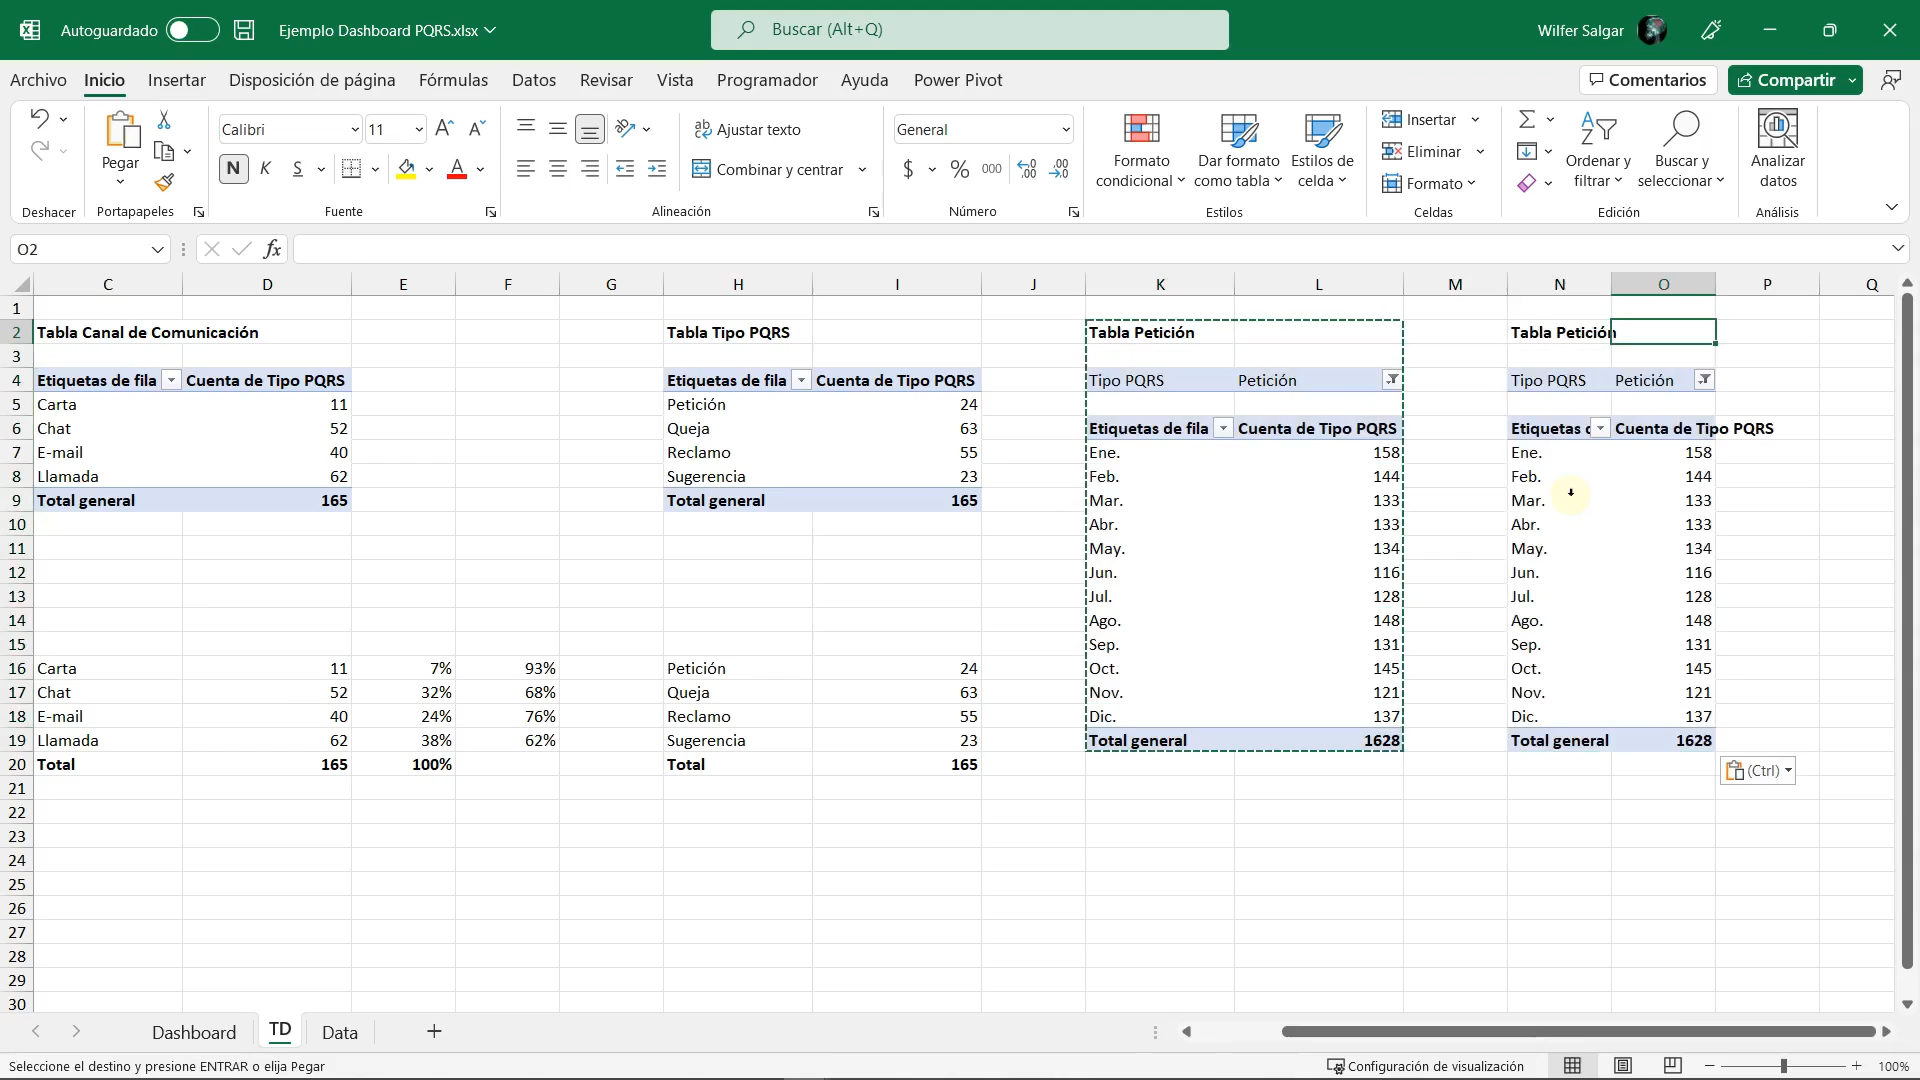 Autoguardado Ejemplo Dashboard PQRS.xlsx Buscar (Alt+Q) Wilfer Salgar
Archivo Inicio Insertar Disposición de página Fórmulas Datos Revisar Vista Programador Ayuda Power Pivot Comentarios Compartir
Pegar Calibri 11 Ajustar texto General Formato condicional Dar formato como tabla Estilos de celda Insertar Ordenar y filtrar Buscar y seleccionar Analizar datos
N K S Combinar y centrar $ % 000 Eliminar
Formato
Deshacer Portapapeles Fuente Alineación Número Estilos Celdas Edición Análisis
O2 fx
C D E F G H I J K L M N O P Q
1
2 Tabla Canal de Comunicación Tabla Tipo PQRS Tabla Petición Tabla Petición
3
4 Etiquetas de fila Cuenta de Tipo PQRS Etiquetas de fila Cuenta de Tipo PQRS Tipo PQRS Petición Tipo PQRS Petición
5 Carta 11 Petición 24
6 Chat 52 Queja 63 Etiquetas de fila Cuenta de Tipo PQRS Etiquetas d Cuenta de Tipo PQRS
7 E-mail 40 Reclamo 55 Ene. 158 Ene. 158
8 Llamada 62 Sugerencia 23 Feb. 144 Feb. 144
9 Total general 165 Total general 165 Mar. 133 Mar. 133
10 Abr. 133 Abr. 133
11 May. 134 May. 134
12 Jun. 116 Jun. 116
13 Jul. 128 Jul. 128
14 Ago. 148 Ago. 148
15 Sep. 131 Sep. 131
16 Carta 11 7% 93% Petición 24 Oct. 145 Oct. 145
17 Chat 52 32% 68% Queja 63 Nov. 121 Nov. 121
18 E-mail 40 24% 76% Reclamo 55 Dic. 137 Dic. 137
19 Llamada 62 38% 62% Sugerencia 23 Total general 1628 Total general 1628
20 Total 165 100% Total 165
(Ctrl)
21
22
23
24
25
26
27
28
29
30
Dashboard TD Data
Seleccione el destino y presione ENTRAR o elija Pegar Configuración de visualización 100%